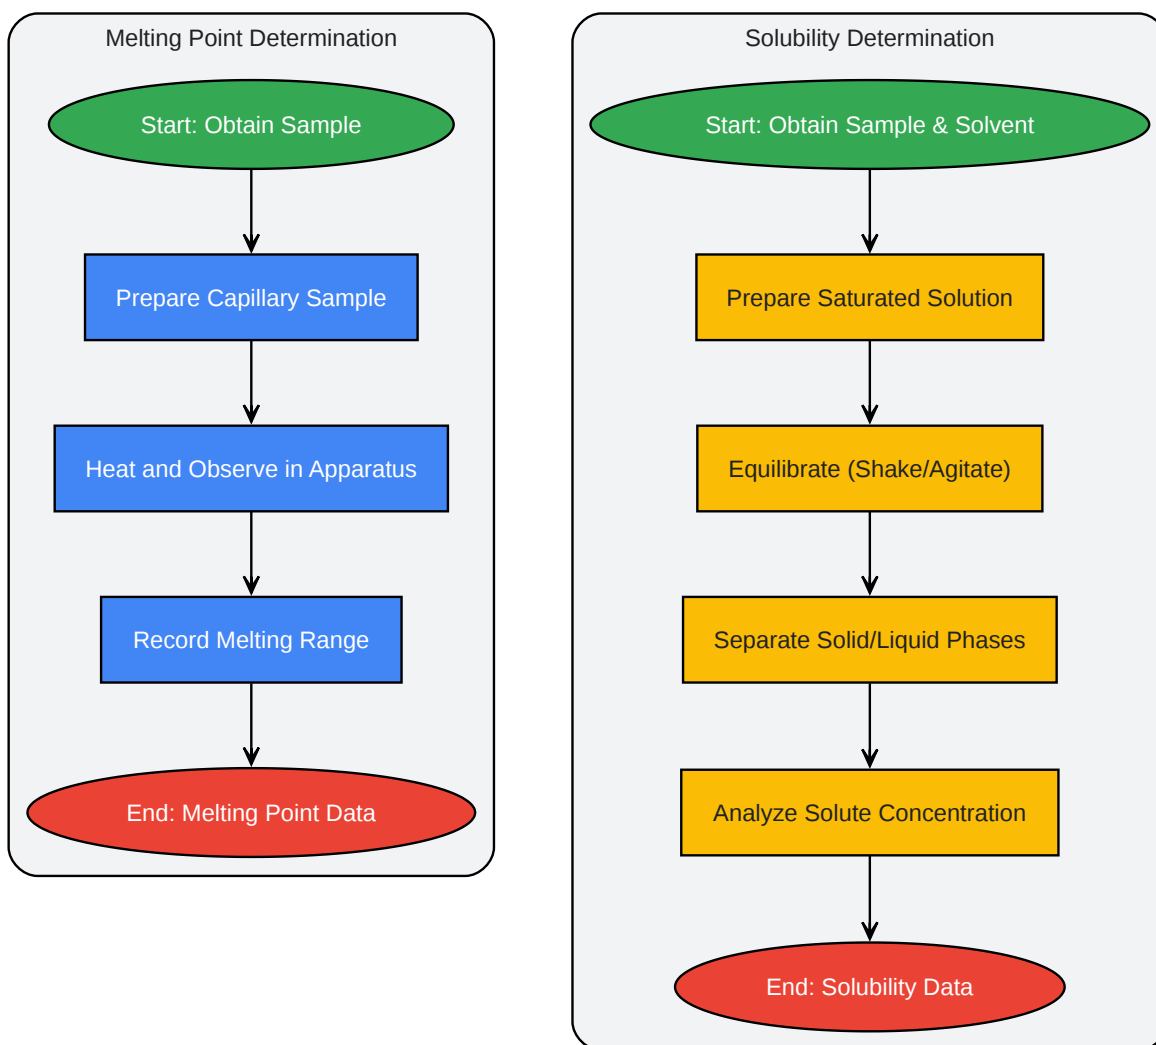 Melting Point Determination
Start: Obtain Sample
Prepare Capillary Sample
Heat and Observe in Apparatus
Record Melting Range
End: Melting Point Data
Solubility Determination
Start: Obtain Sample & Solvent
Prepare Saturated Solution
Equilibrate (Shake/Agitate)
Separate Solid/Liquid Phases
Analyze Solute Concentration
End: Solubility Data